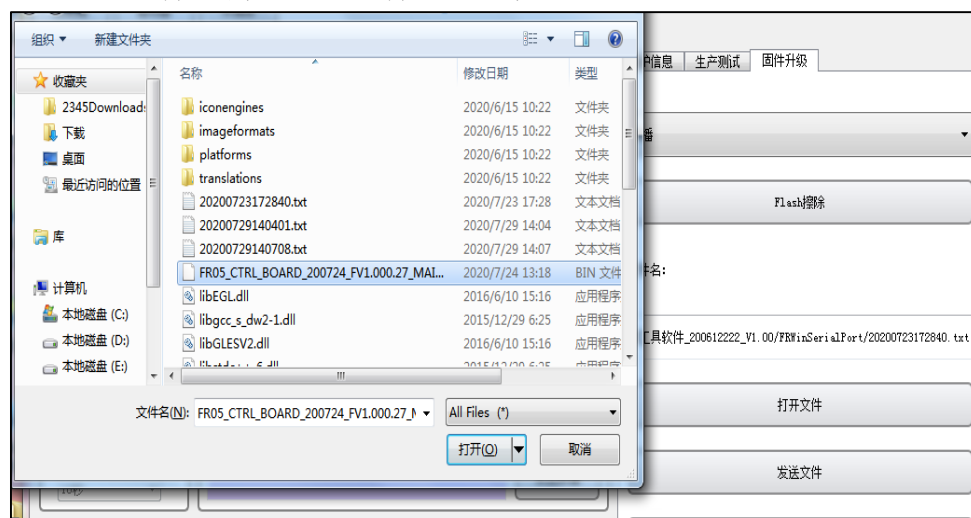 组织 新建文件夹
收藏夹
2345Downloads
下载
桌面
最近访问的位置
库
计算机
本地磁盘 (C:)
本地磁盘 (D:)
本地磁盘 (E:)
名称 修改日期 类型
iconengines 2020/6/15 10:22 文件夹
imageformats 2020/6/15 10:22 文件夹
platforms 2020/6/15 10:22 文件夹
translations 2020/6/15 10:22 文件夹
20200723172840.txt 2020/7/23 17:28 文本文档
20200729140401.txt 2020/7/29 14:04 文本文档
20200729140708.txt 2020/7/29 14:07 文本文档
FR05_CTRL_BOARD_200724_FV1.000.27_MAI... 2020/7/24 13:18 BIN 文件
libEGL.dll 2016/6/10 15:16 应用程序
libgcc_s_dw2-1.dll 2015/12/29 6:25 应用程序
libGLESV2.dll 2016/6/10 15:16 应用程序
文件名(N): FR05_CTRL_BOARD_200724_FV1.000.27_M All Files (*)
打开(O) 取消
信息 生产测试 固件升级
播
Flash擦除
件名:
工具软件_200612222_V1.00/FRWinSerialPort/20200723172840.txt
打开文件
发送文件